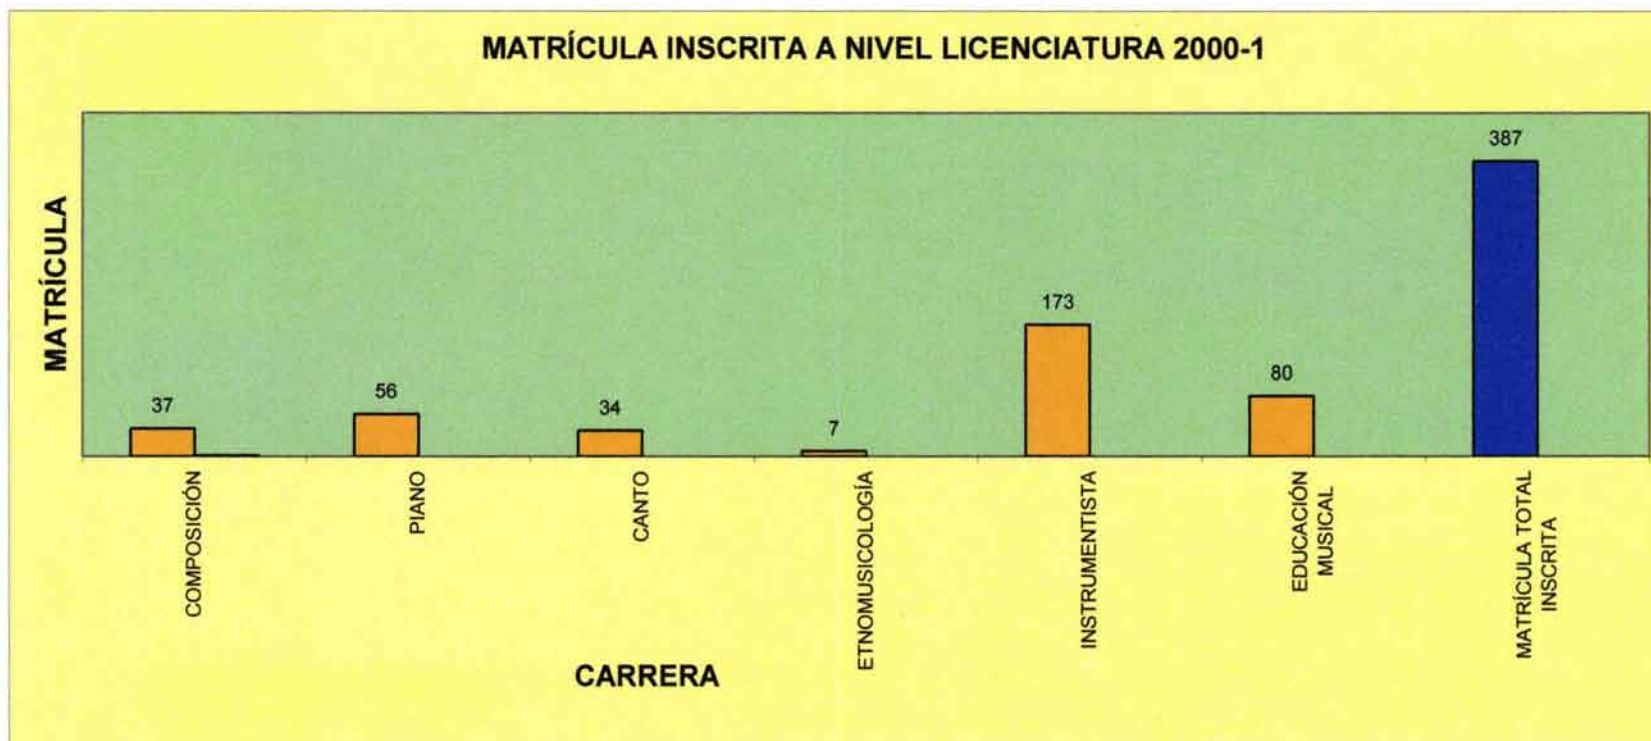 MATRÍCULA INSCRITA A NIVEL LICENCIATURA 2000-1
MATRÍCULA
37
56
34
7
173
80
387
COMPOSICIÓN
PIANO
CANTO
ETNOMUSICOLOGÍA
INSTRUMENTISTA
EDUCACIÓN
MUSICAL
MATRÍCULA TOTAL
INSCRITA
CARRERA